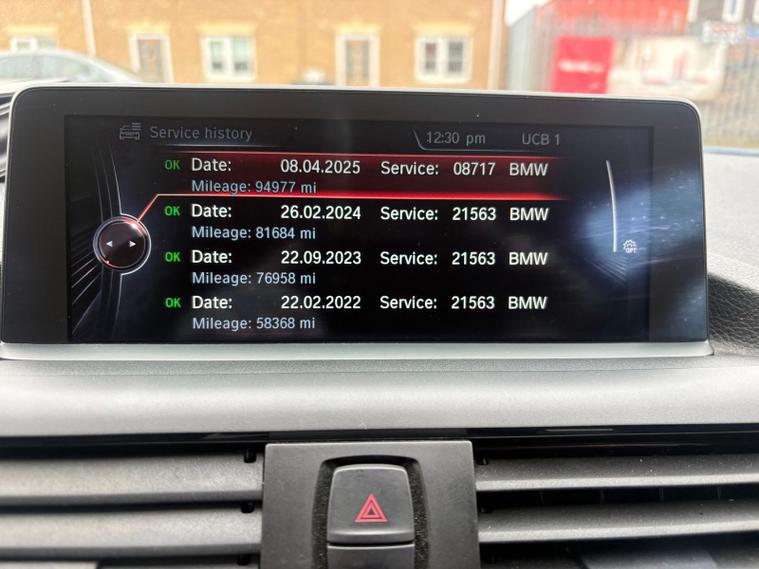 Service history 12:30 pm UCB 1
OK Date: 08.04.2025 Service: 08717 BMW
Mileage: 94977 mi
OK Date: 26.02.2024 Service: 21563 BMW
Mileage: 81684 mi
OK Date: 22.09.2023 Service: 21563 BMW
Mileage: 76958 mi
OK Date: 22.02.2022 Service: 21563 BMW
Mileage: 58368 mi